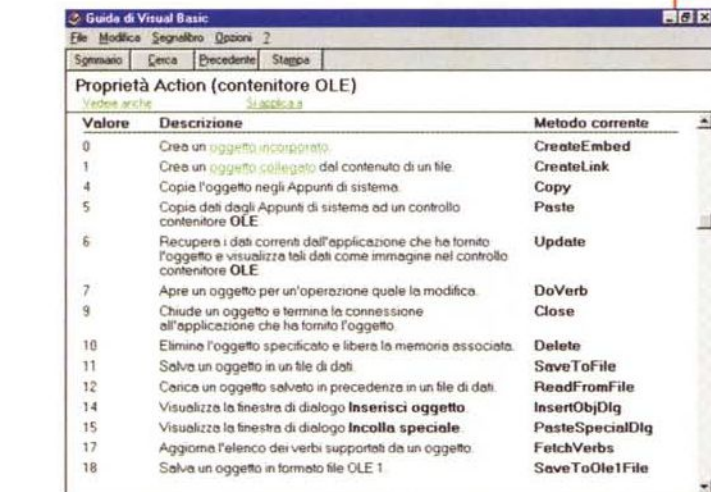 Guida di Visual Basic
File Modifica Segnalibro Opzioni ?
Sommario Cerca Precedente Stampa
Proprietà Action (contenitore OLE)
Vedere anche Si applica a
Valore Descrizione Metodo corrente
0 Crea un oggetto incorporato. CreateEmbed
1 Crea un oggetto collegato dal contenuto di un file. CreateLink
4 Copia l'oggetto negli Appunti di sistema. Copy
5 Copia dati dagli Appunti di sistema ad un controllo Paste
contenitore OLE.
6 Recupera i dati correnti dall'applicazione che ha fornito Update
l'oggetto e visualizza tali dati come immagine nel controllo
contenitore OLE.
7 Apre un oggetto per un'operazione quale la modifica. DoVerb
9 Chiude un oggetto e termina la connessione Close
all'applicazione che ha fornito l'oggetto.
10 Elimina l'oggetto specificato e libera la memoria associata. Delete
11 Salva un oggetto in un file di dati. SaveToFile
12 Carica un oggetto salvato in precedenza in un file di dati. ReadFromFile
14 Visualizza la finestra di dialogo Inserisci oggetto. InsertObjDlg
15 Visualizza la finestra di dialogo Incolla speciale. PasteSpecialDlg
17 Aggiorna l'elenco dei verbi supportati da un oggetto. FetchVerbs
18 Salva un oggetto in formato file OLE 1. SaveToOle1File